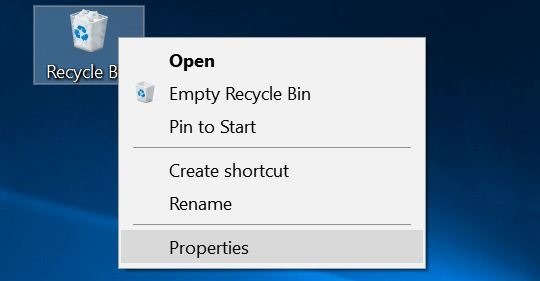 Recycle B
Open
Empty Recycle Bin
Pin to Start
Create shortcut
Rename
Properties